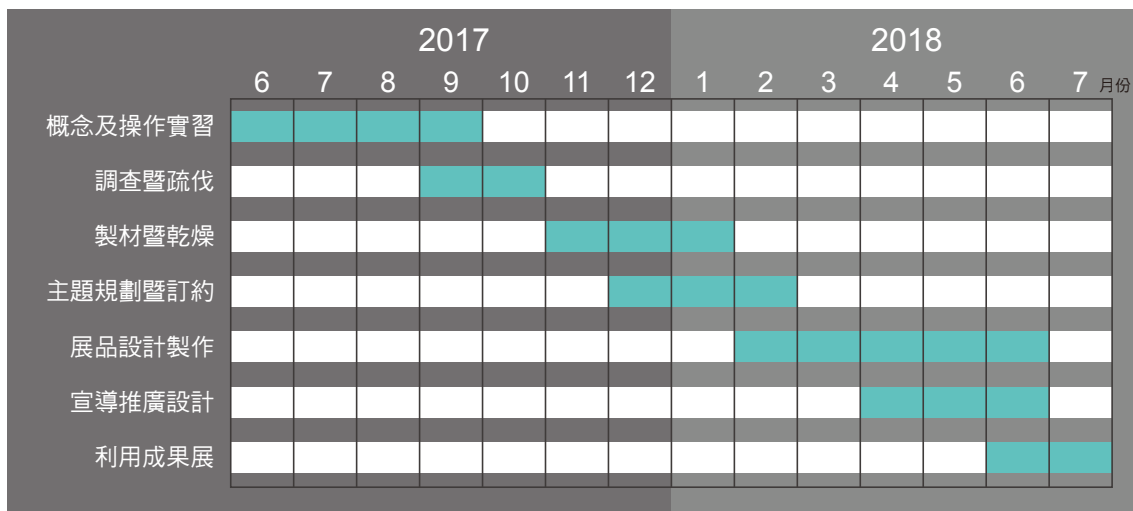 2017 2018
6 7 8 9 10 11 12 1 2 3 4 5 6 7 月份
概念及操作實習
調查暨疏伐
製材暨乾燥
主題規劃暨訂約
展品設計製作
宣導推廣設計
利用成果展